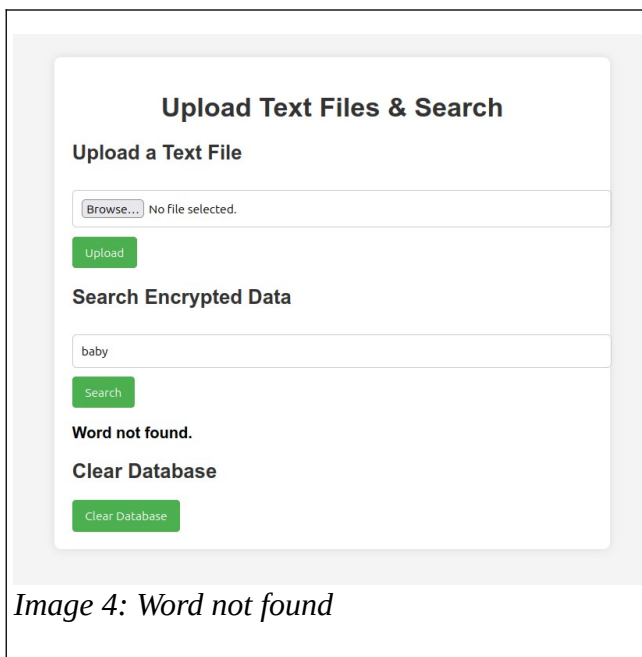 Upload Text Files & Search
Upload a Text File
Browse... No file selected.
Upload
Search Encrypted Data
baby
Search
Word not found.
Clear Database
Clear Database
Image 4: Word not found